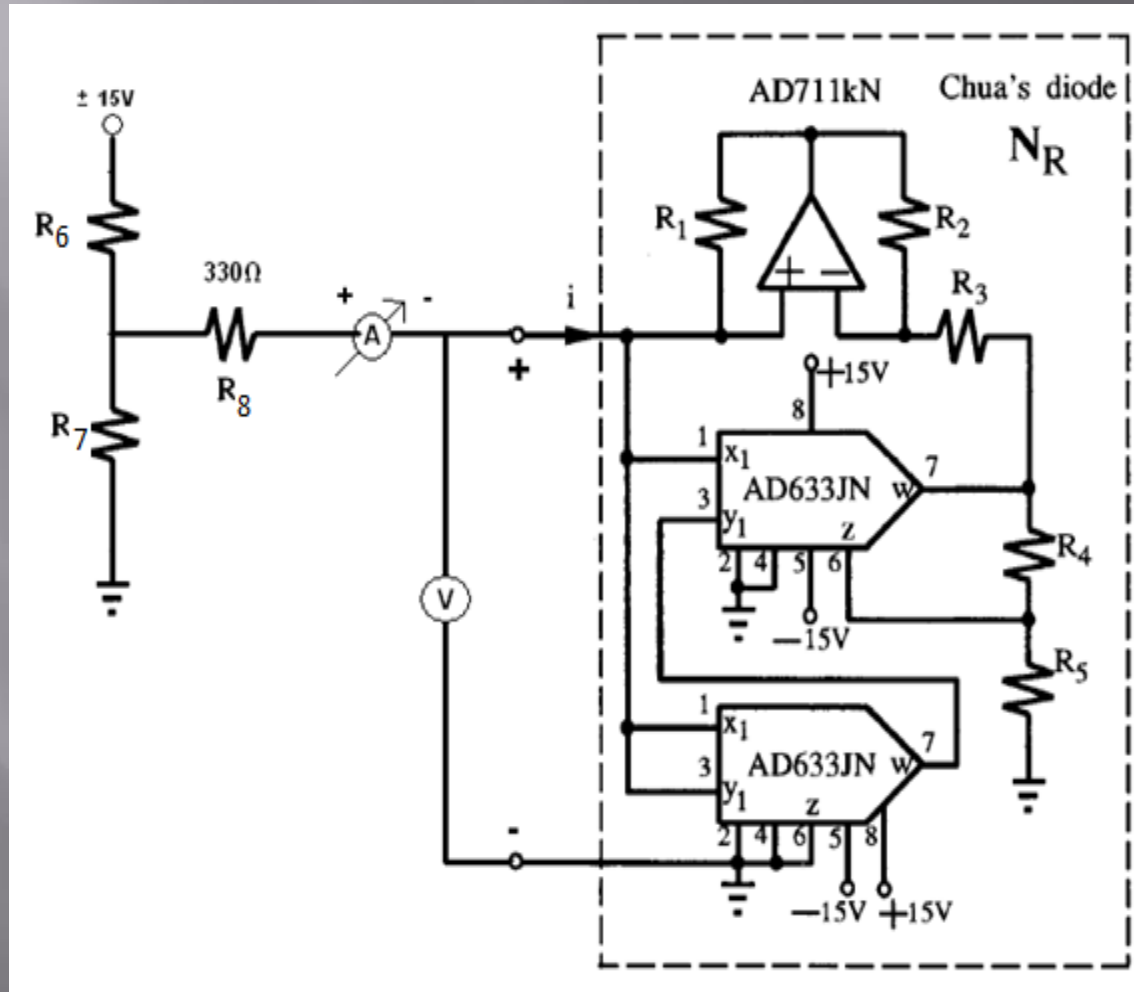 ± 15V
R6
330Ω
R8
R7
+
-
A
V
i
+
-
AD711kN
Chua's diode
NR
R1
R2
+ −
R3
+15V
8
1
x1
3
y1
AD633JN
w
7
z
2
4
5
6
−15V
R4
R5
1
x1
3
y1
AD633JN
w
7
z
2
4
6
5
8
−15V
+15V